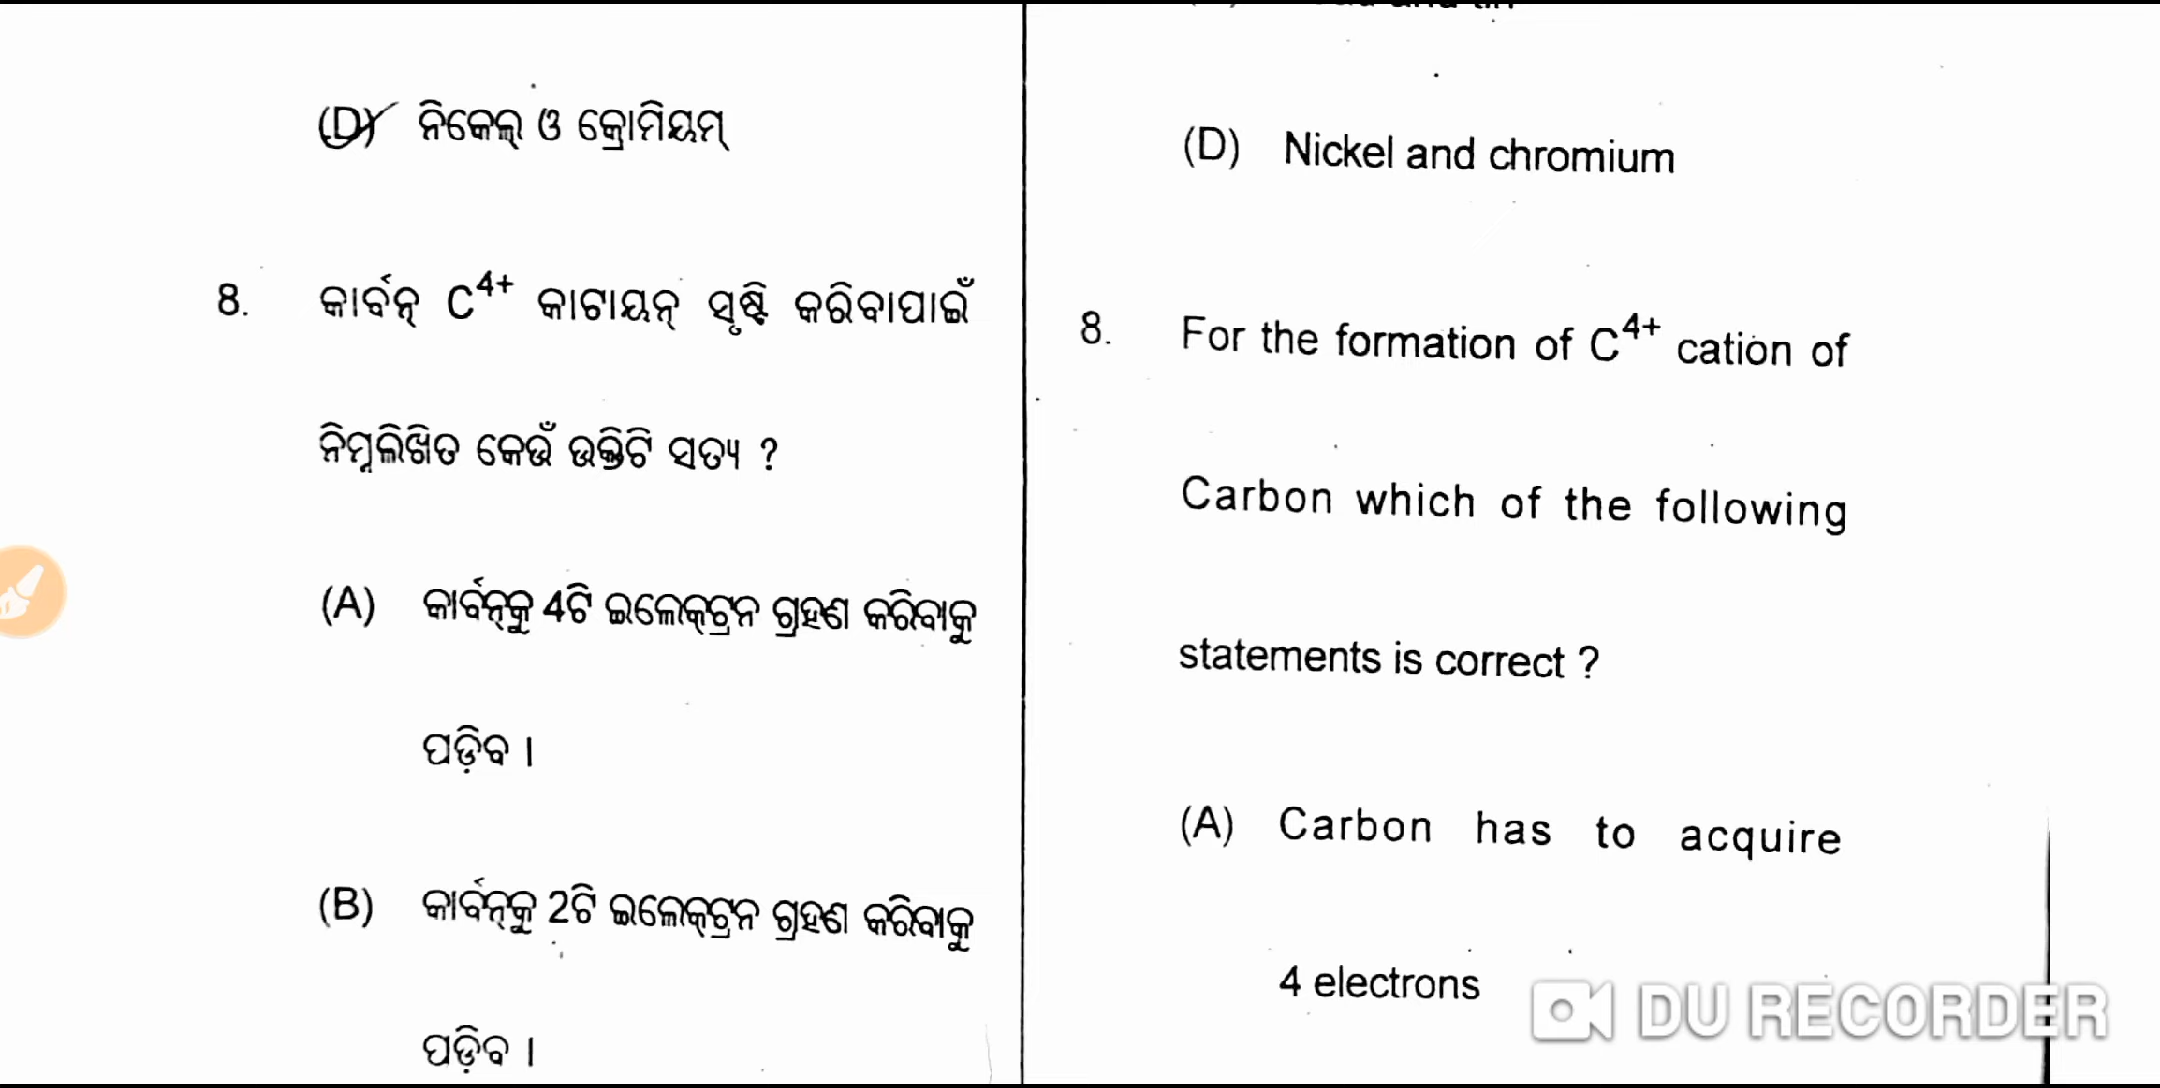 (D) ନିକେଲ୍ ଓ କ୍ରୋମିୟମ୍
8. କାର୍ବନ୍ C⁴⁺ କାଟାୟନ୍ ସୃଷ୍ଟି କରିବାପାଇଁ
ନିମ୍ନଲିଖିତ କେଉଁ ଉକ୍ତିଟି ସତ୍ୟ ?
(A) କାର୍ବନ୍‌କୁ 4ଟି ଇଲେକ୍‌ଟ୍ରନ ଗ୍ରହଣ କରିବାକୁ
ପଡ଼ିବ ।
(B) କାର୍ବନ୍‌କୁ 2ଟି ଇଲେକ୍‌ଟ୍ରନ ଗ୍ରହଣ କରିବାକୁ
ପଡ଼ିବ ।
(D) Nickel and chromium
8. For the formation of C⁴⁺ cation of
Carbon which of the following
statements is correct ?
(A) Carbon has to acquire
4 electrons
DU RECORDER